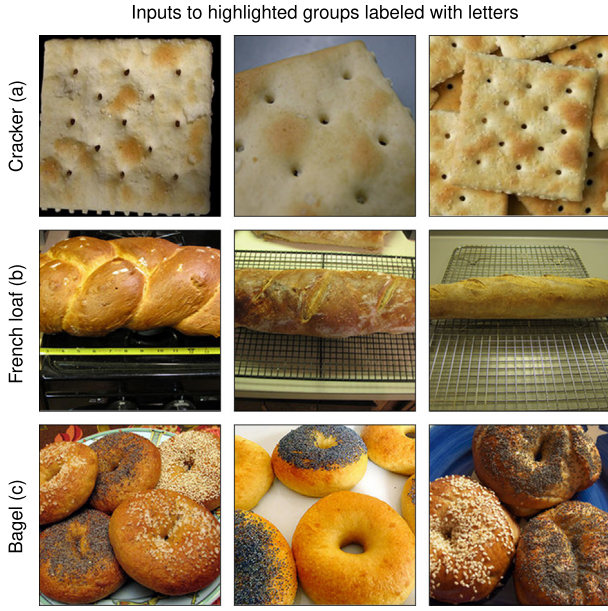 Inputs to highlighted groups labeled with letters
Cracker (a)
French loaf (b)
Bagel (c)